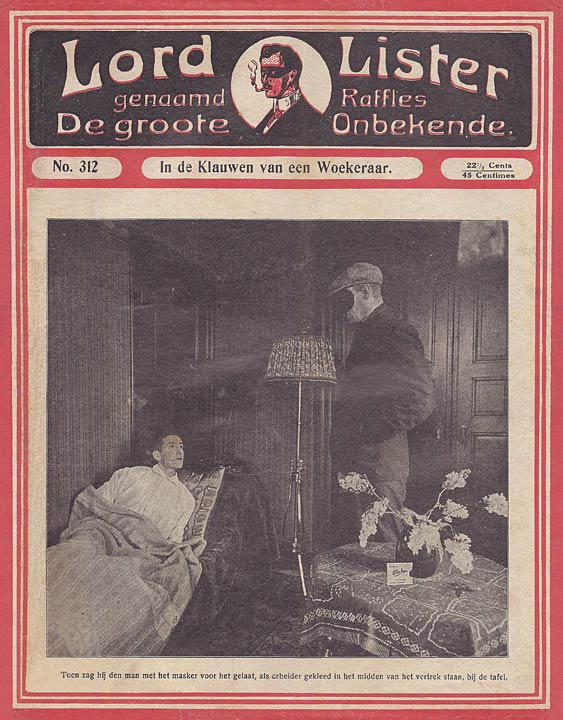 Lord Lister
genaamd Raffles
De groote Onbekende.
No. 312 In de Klauwen van een Woekeraar. 22½ Cents
45 Centimes
Toen zag hij den man met het masker voor het gelaat, als arbeider gekleed in het midden van het vertrek staan, bij de tafel.